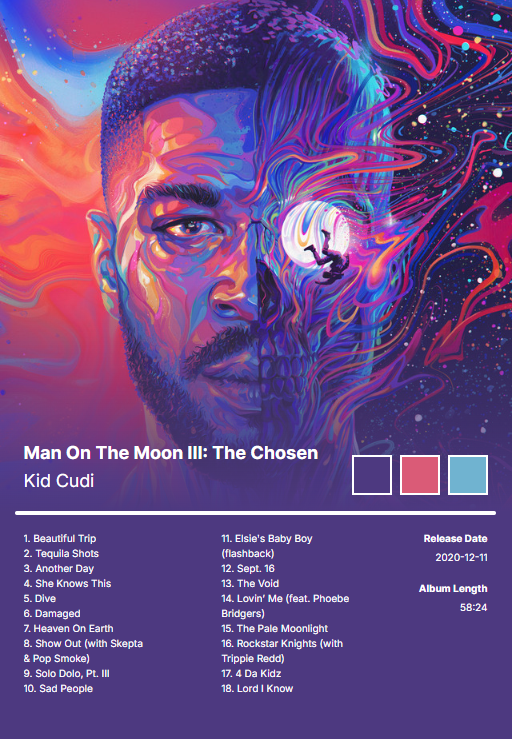 Man On The Moon III: The Chosen
Kid Cudi
1. Beautiful Trip
2. Tequila Shots
3. Another Day
4. She Knows This
5. Dive
6. Damaged
7. Heaven On Earth
8. Show Out (with Skepta
& Pop Smoke)
9. Solo Dolo, Pt. III
10. Sad People
11. Elsie's Baby Boy
(flashback)
12. Sept. 16
13. The Void
14. Lovin' Me (feat. Phoebe
Bridgers)
15. The Pale Moonlight
16. Rockstar Knights (with
Trippie Redd)
17. 4 Da Kidz
18. Lord I Know
Release Date
2020-12-11
Album Length
58:24